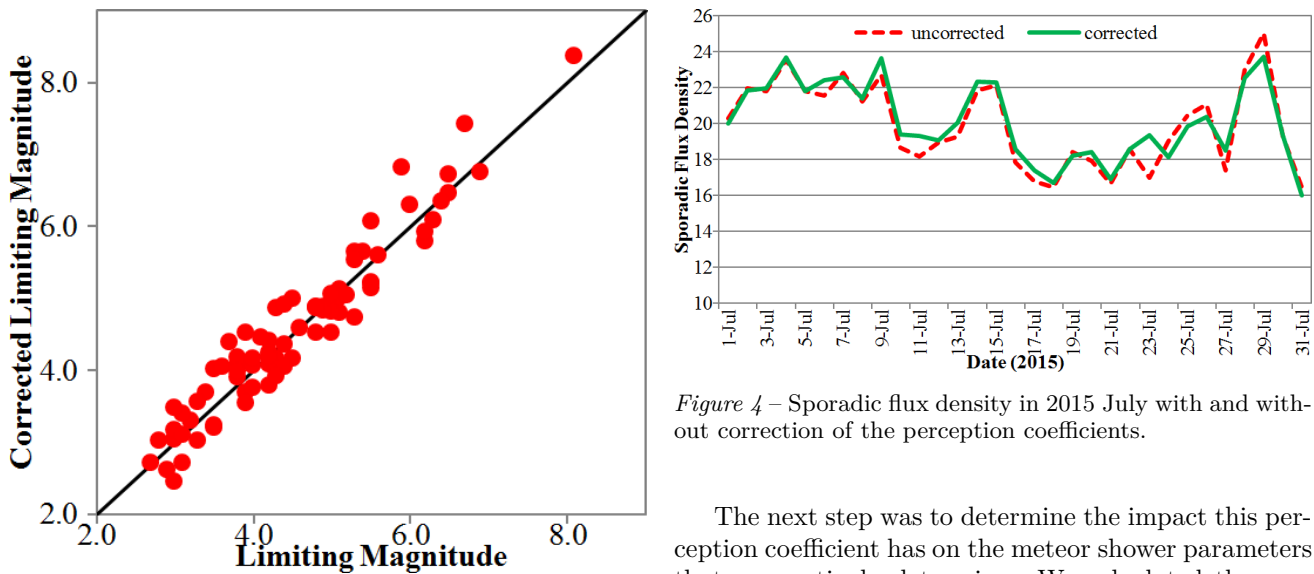 Corrected Limiting Magnitude
8.0
6.0
4.0
2.0
2.0 4.0 6.0 8.0
Limiting Magnitude
26
24
22
20
18
16
14
12
10
Sporadic Flux Density
uncorrected corrected
1-Jul 3-Jul 5-Jul 7-Jul 9-Jul 11-Jul 13-Jul 15-Jul 17-Jul 19-Jul 21-Jul 23-Jul 25-Jul 27-Jul 29-Jul 31-Jul
Date (2015)
Figure 4 – Sporadic flux density in 2015 July with and with-
out correction of the perception coefficients.
The next step was to determine the impact this per-
ception coefficient has on the meteor shower parameters